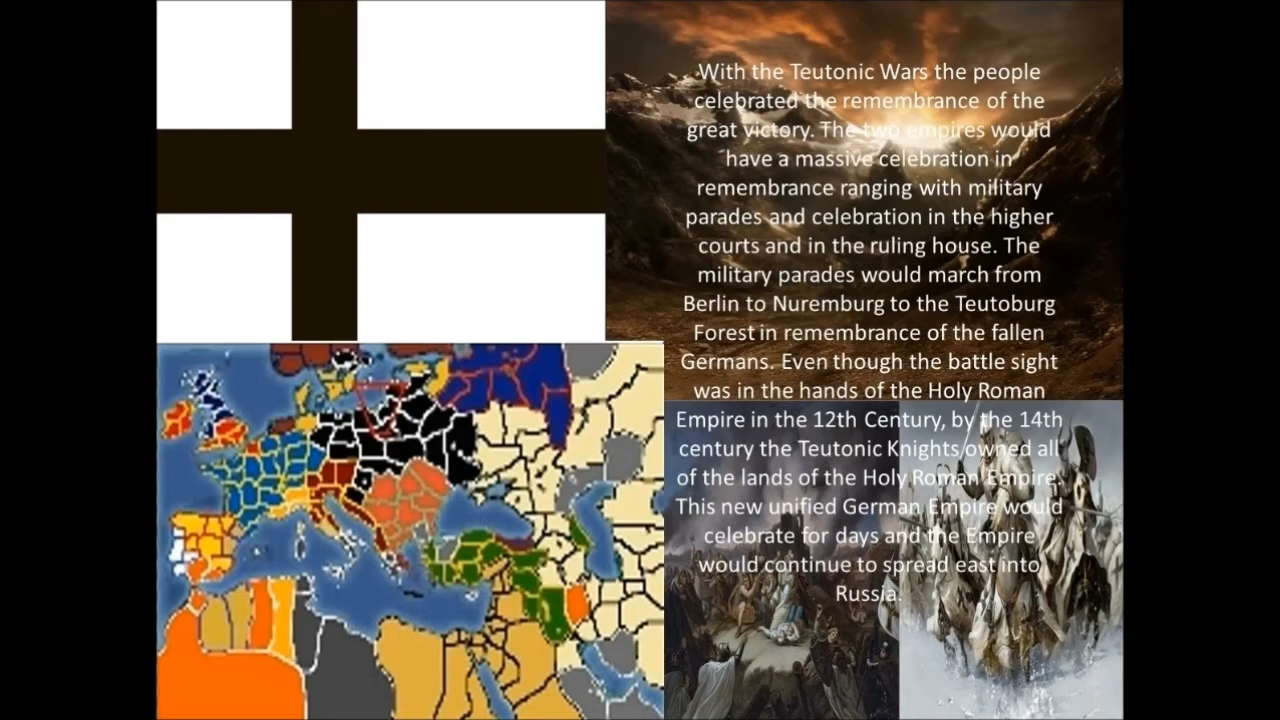 With the Teutonic Wars the people
celebrated the remembrance of the
great victory. The two empires would
have a massive celebration in
remembrance ranging with military
parades and celebration in the higher
courts and in the ruling house. The
military parades would march from
Berlin to Nuremburg to the Teutoburg
Forest in remembrance of the fallen
Germans. Even though the battle sight
was in the hands of the Holy Roman
Empire in the 12th Century, by the 14th
century the Teutonic Knights owned all
of the lands of the Holy Roman Empire.
This new unified German Empire would
celebrate for days and the Empire
would continue to spread east into
Russia.